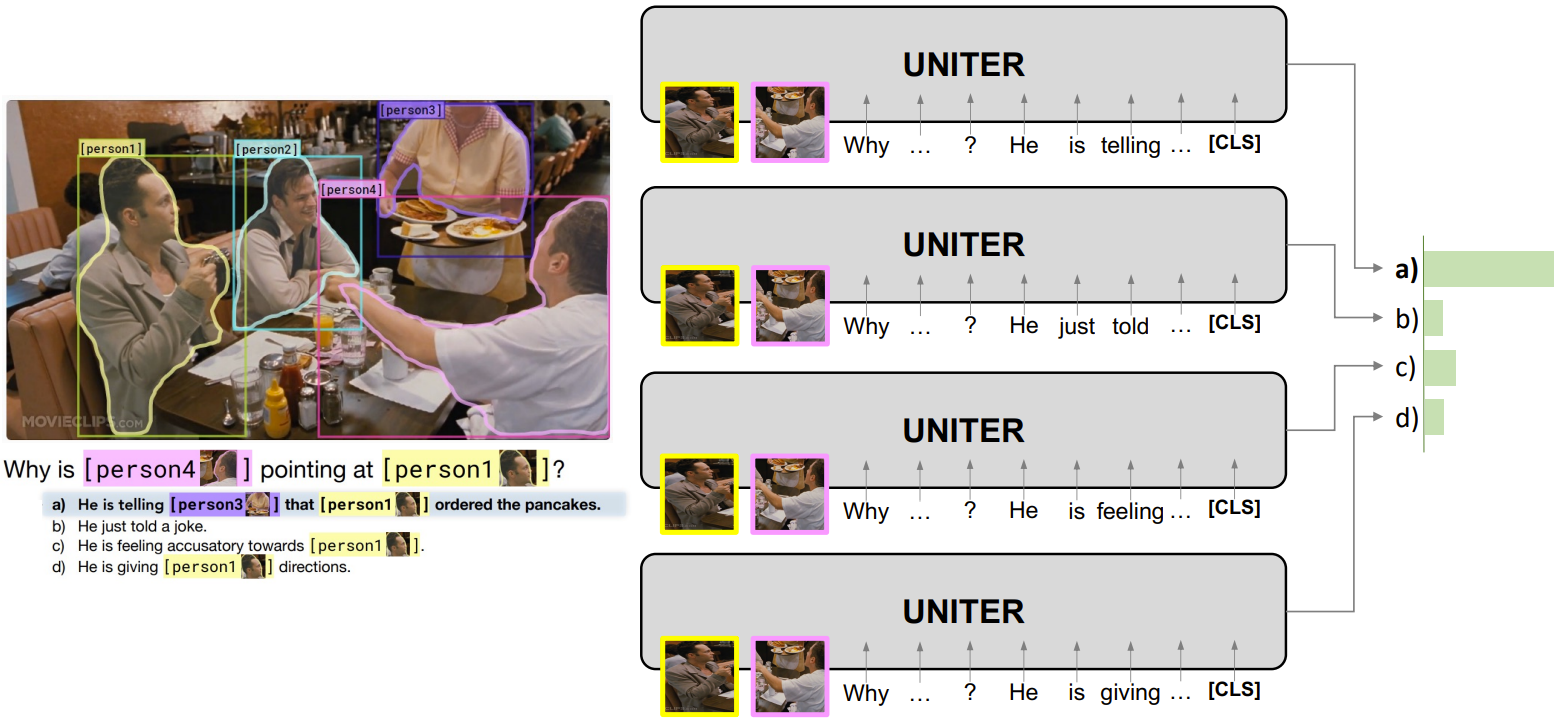 [person1]
[person2]
[person3]
[person4]
MOVIECLIPS.COM
Why is [person4 ] pointing at [person1 ]?
a) He is telling [person3 ] that [person1 ] ordered the pancakes.
b) He just told a joke.
c) He is feeling accusatory towards [person1 ].
d) He is giving [person1 ] directions.
UNITER
Why ... ? He is telling ... [CLS]
UNITER
Why ... ? He just told ... [CLS]
UNITER
Why ... ? He is feeling ... [CLS]
UNITER
Why ... ? He is giving ... [CLS]
a)
b)
c)
d)